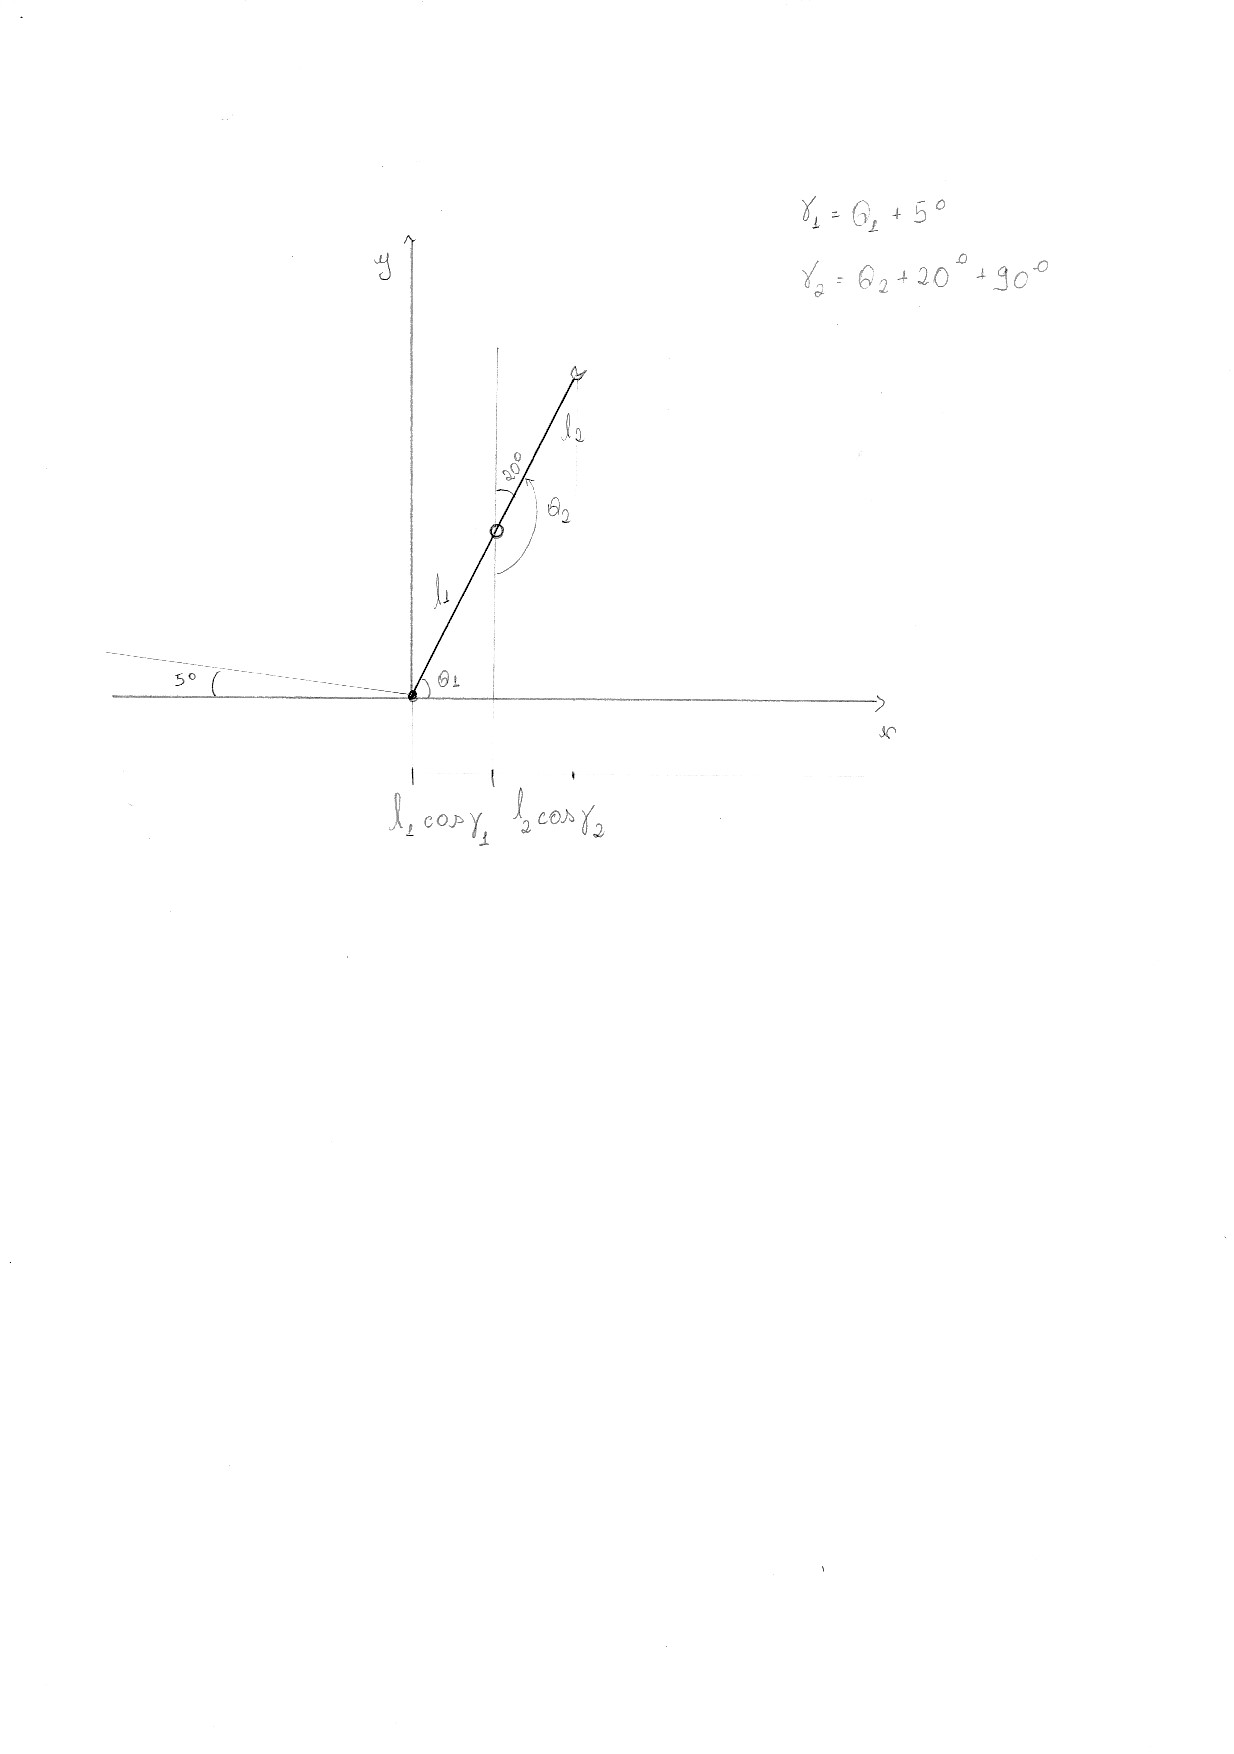 γ₁ = θ₁ + 5°
γ₂ = θ₂ + 20° + 90°
y
l₂
20°
θ₂
l₁
5°
θ₁
x
l₁ cos γ₁ l₂ cos γ₂